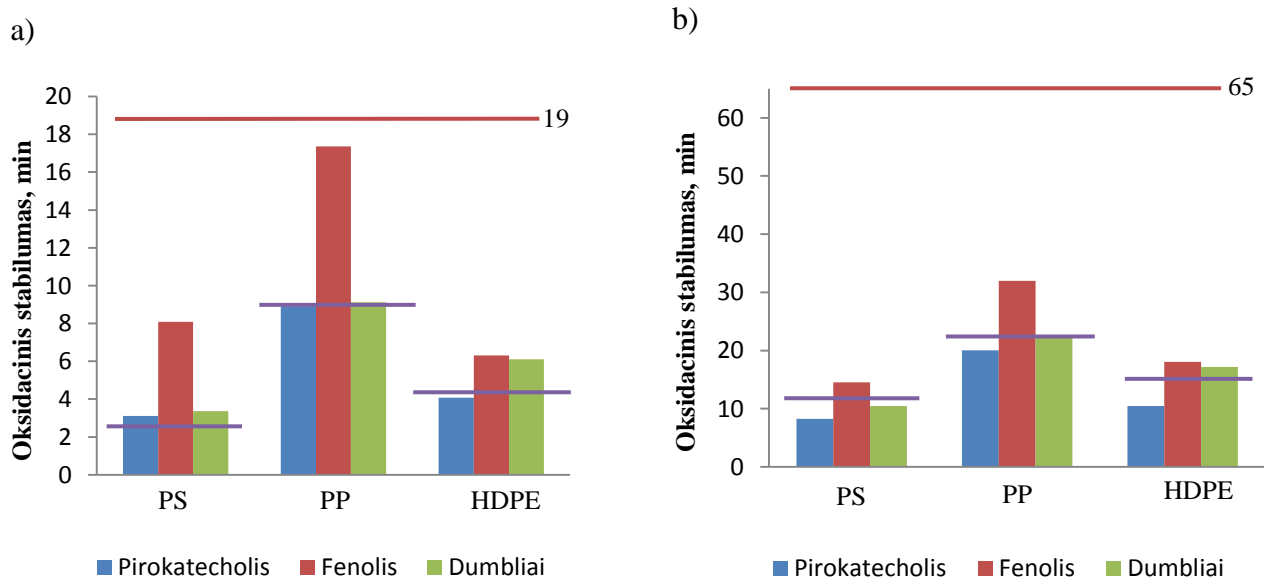 a)
Oksidacinis stabilumas, min
20
18
16
14
12
10
8
6
4
2
0
19
PS PP HDPE
Pirokatecholis Fenolis Dumbliai
b)
Oksidacinis stabilumas, min
60
50
40
30
20
10
0
65
PS PP HDPE
Pirokatecholis Fenolis Dumbliai